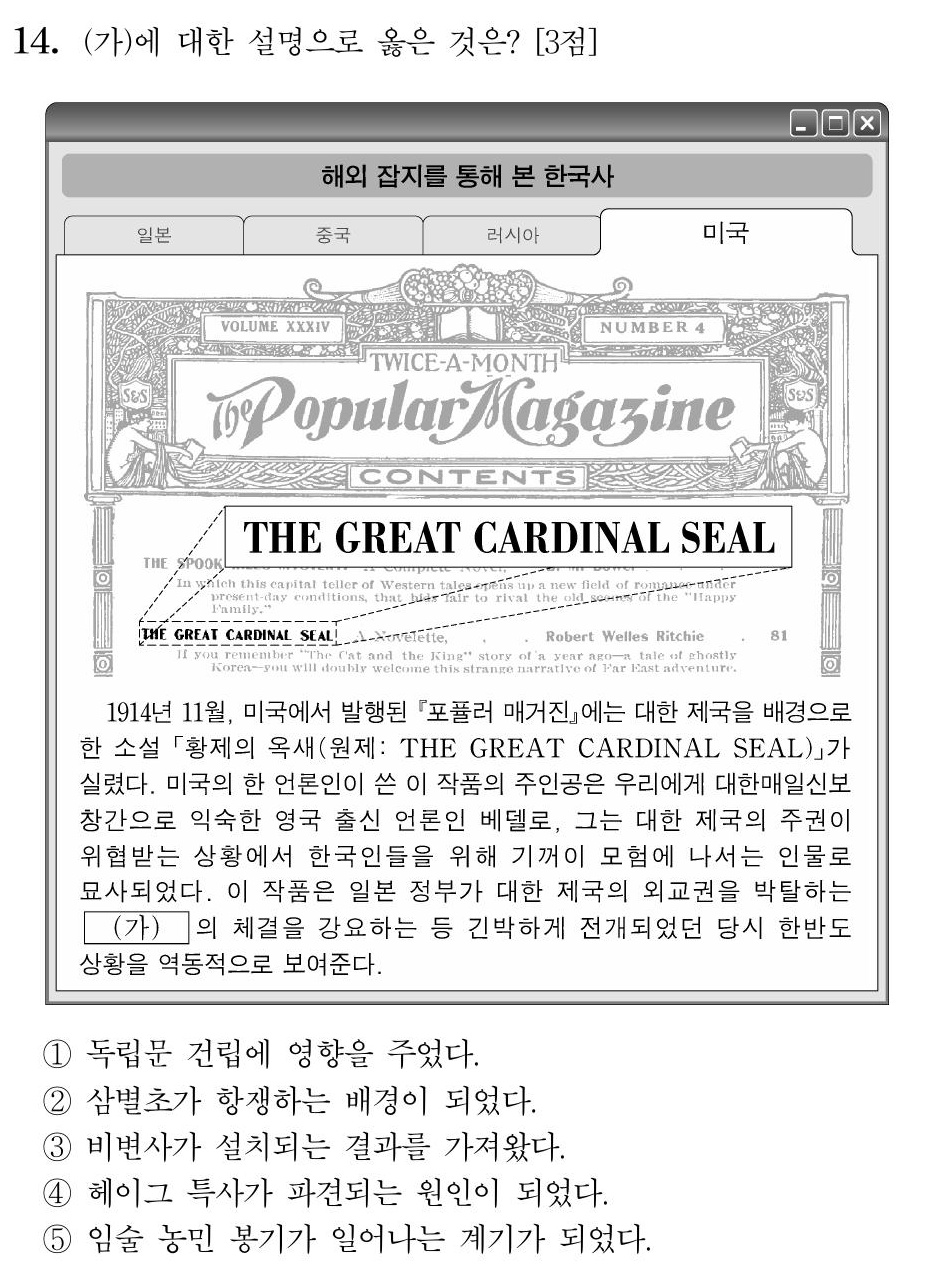 14. (가)에 대한 설명으로 옳은 것은? [3점]
해외 잡지를 통해 본 한국사
일본
중국
러시아
미국
VOLUME XXXIV
NUMBER 4
TWICE-A-MONTH
The Popular Magazine
S&S
S&S
CONTENTS
THE GREAT CARDINAL SEAL
THE SPOOK
In which this capital teller of Western tales opens up a new field of romance under
present-day conditions, that bids fair to rival the old scenes of the "Happy
Family."
THE GREAT CARDINAL SEAL. A Novelette, . . Robert Welles Ritchie . 81
If you remember "The Cat and the King" story of a year ago—a tale of ghostly
Korea—you will doubly welcome this strange narrative of Far East adventure.
1914년 11월, 미국에서 발행된 『포퓰러 매거진』에는 대한 제국을 배경으로
한 소설 「황제의 옥새(원제: THE GREAT CARDINAL SEAL)」가
실렸다. 미국의 한 언론인이 쓴 이 작품의 주인공은 우리에게 대한매일신보
창간으로 익숙한 영국 출신 언론인 베델로, 그는 대한 제국의 주권이
위협받는 상황에서 한국인들을 위해 기꺼이 모험에 나서는 인물로
묘사되었다. 이 작품은 일본 정부가 대한 제국의 외교권을 박탈하는
(가) 의 체결을 강요하는 등 긴박하게 전개되었던 당시 한반도
상황을 역동적으로 보여준다.
① 독립문 건립에 영향을 주었다.
② 삼별초가 항쟁하는 배경이 되었다.
③ 비변사가 설치되는 결과를 가져왔다.
④ 헤이그 특사가 파견되는 원인이 되었다.
⑤ 임술 농민 봉기가 일어나는 계기가 되었다.